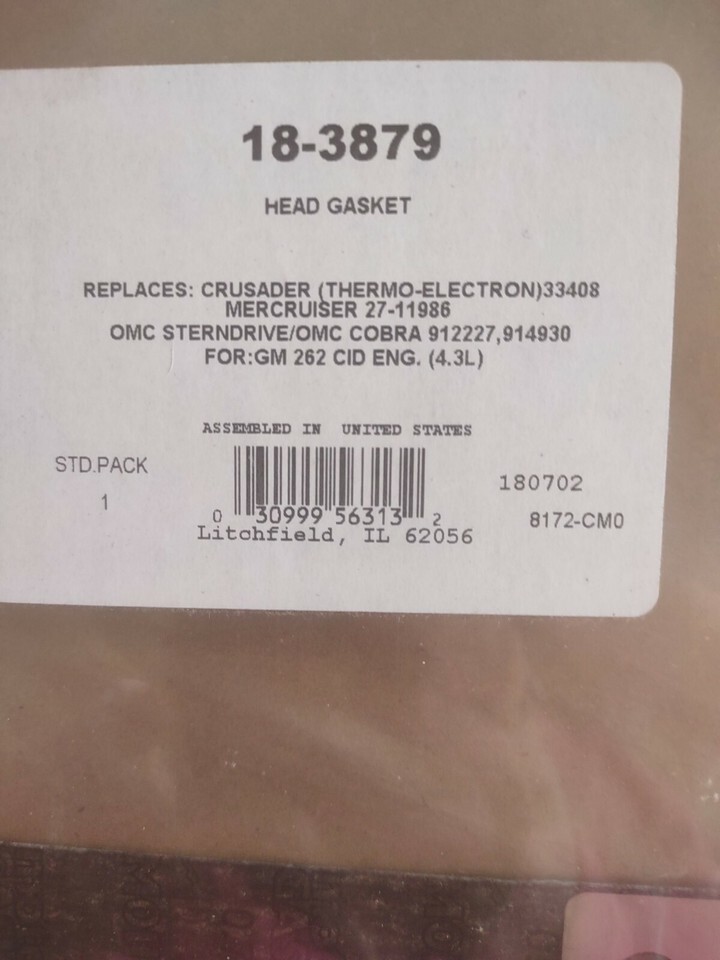 18-3879
HEAD GASKET
REPLACES: CRUSADER (THERMO-ELECTRON)33408
MERCRUISER 27-11986
OMC STERNDRIVE/OMC COBRA 912227,914930
FOR:GM 262 CID ENG. (4.3L)
ASSEMBLED IN UNITED STATES
STD.PACK
1
180702
8172-CM0
0 30999 56313 2
Litchfield, IL 62056